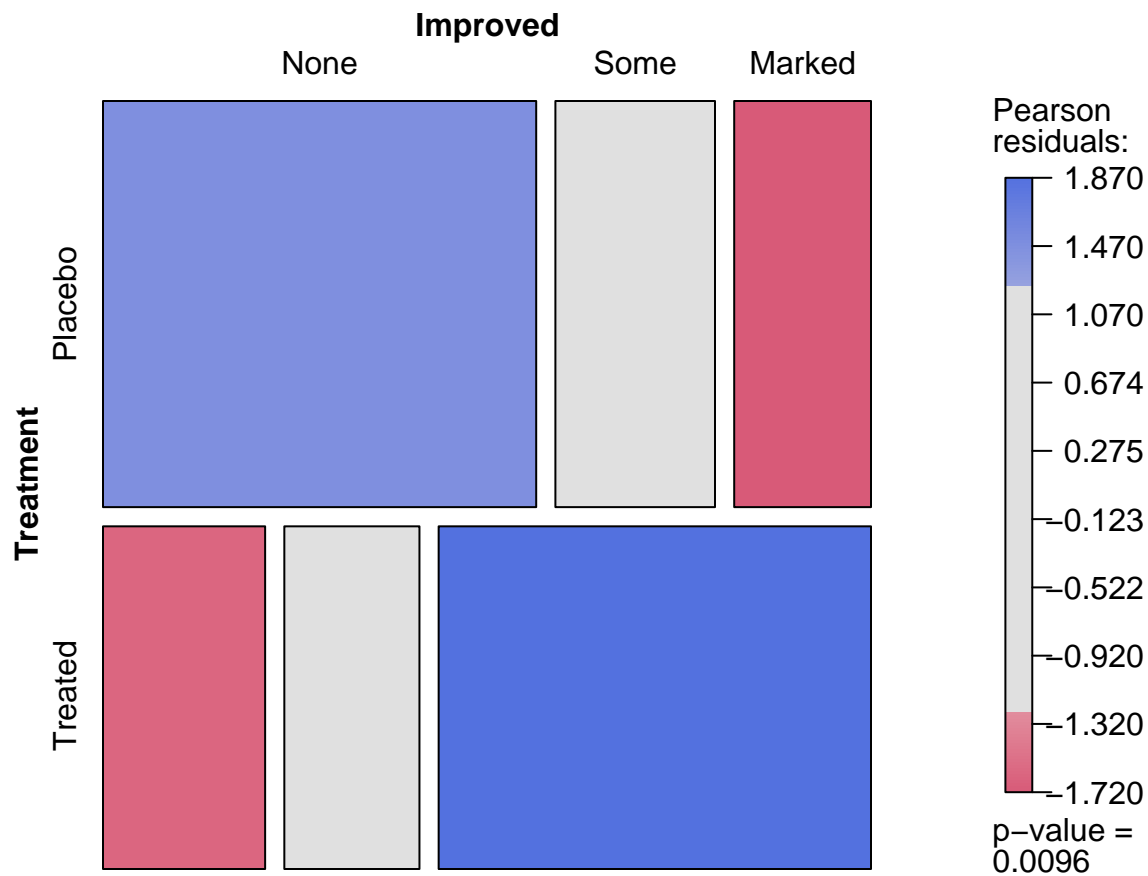 Improved
None Some Marked
Treatment
Placebo
Treated
Pearson
residuals:
1.870
1.470
1.070
0.674
0.275
−0.123
−0.522
−0.920
−1.320
−1.720
p−value =
0.0096